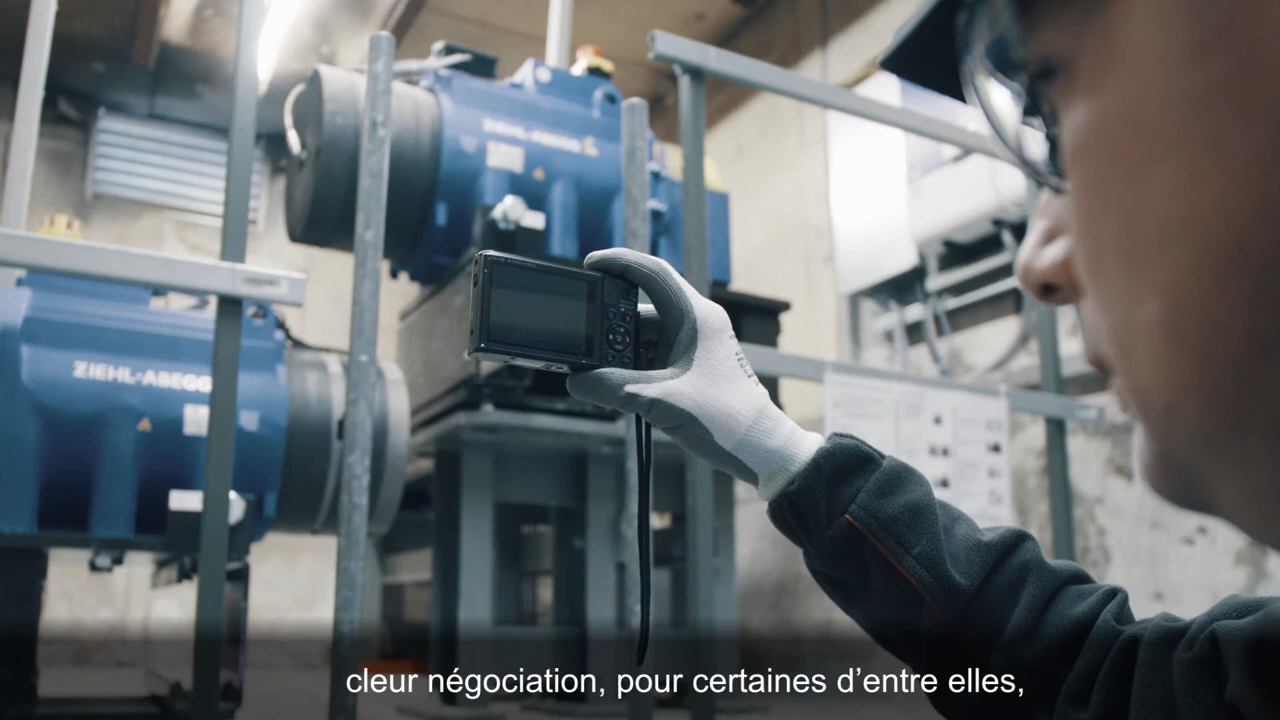 ZIEHL-ABEGG
ZIEHL-ABEGG
cleur négociation, pour certaines d’entre elles,